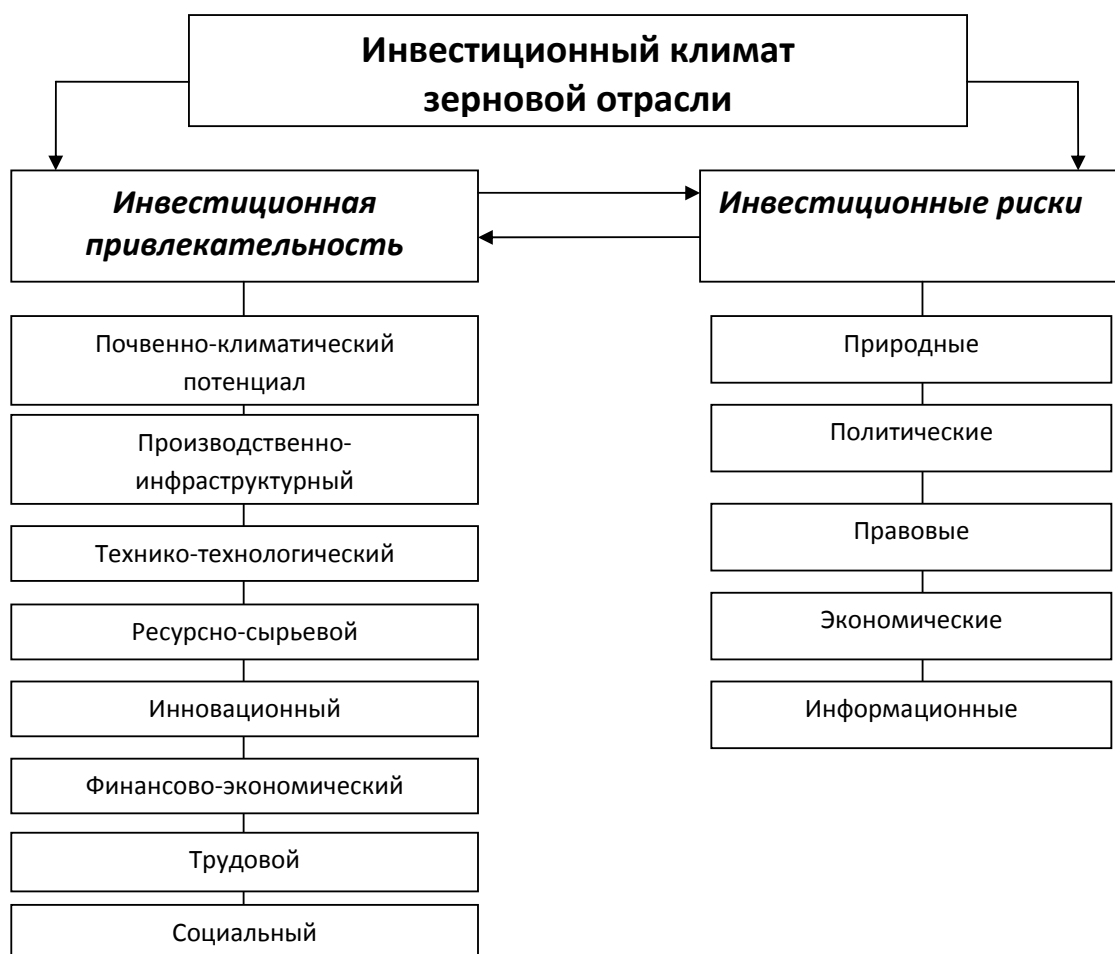 Инвестиционный климат
зерновой отрасли
Инвестиционная
привлекательность
Инвестиционные риски
Почвенно-климатический
потенциал
Производственно-
инфраструктурный
Технико-технологический
Ресурсно-сырьевой
Инновационный
Финансово-экономический
Трудовой
Социальный
Природные
Политические
Правовые
Экономические
Информационные